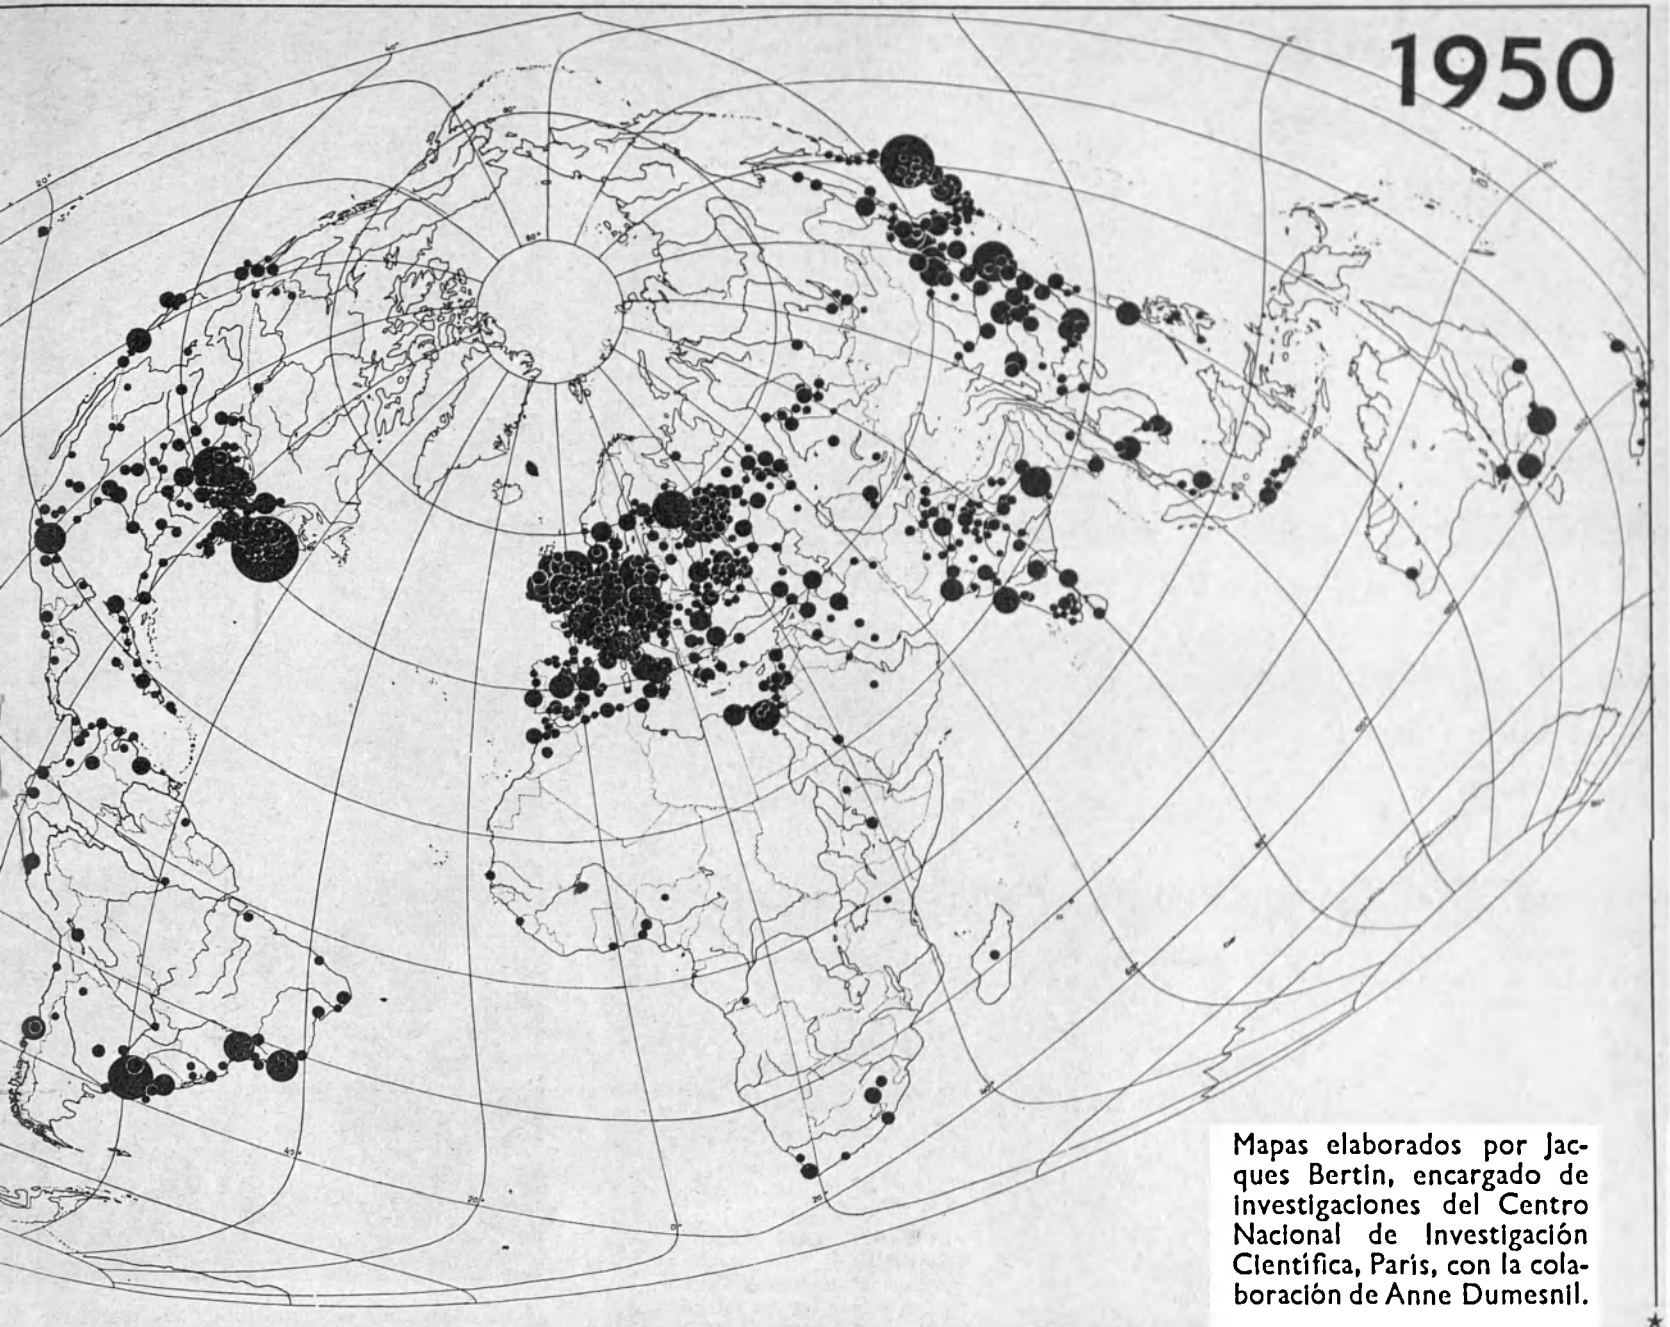 1950
Mapas elaborados por Jac-
ques Bertin, encargado de
investigaciones del Centro
Nacional de Investigación
Científica, París, con la cola-
boración de Anne Dumesnil.